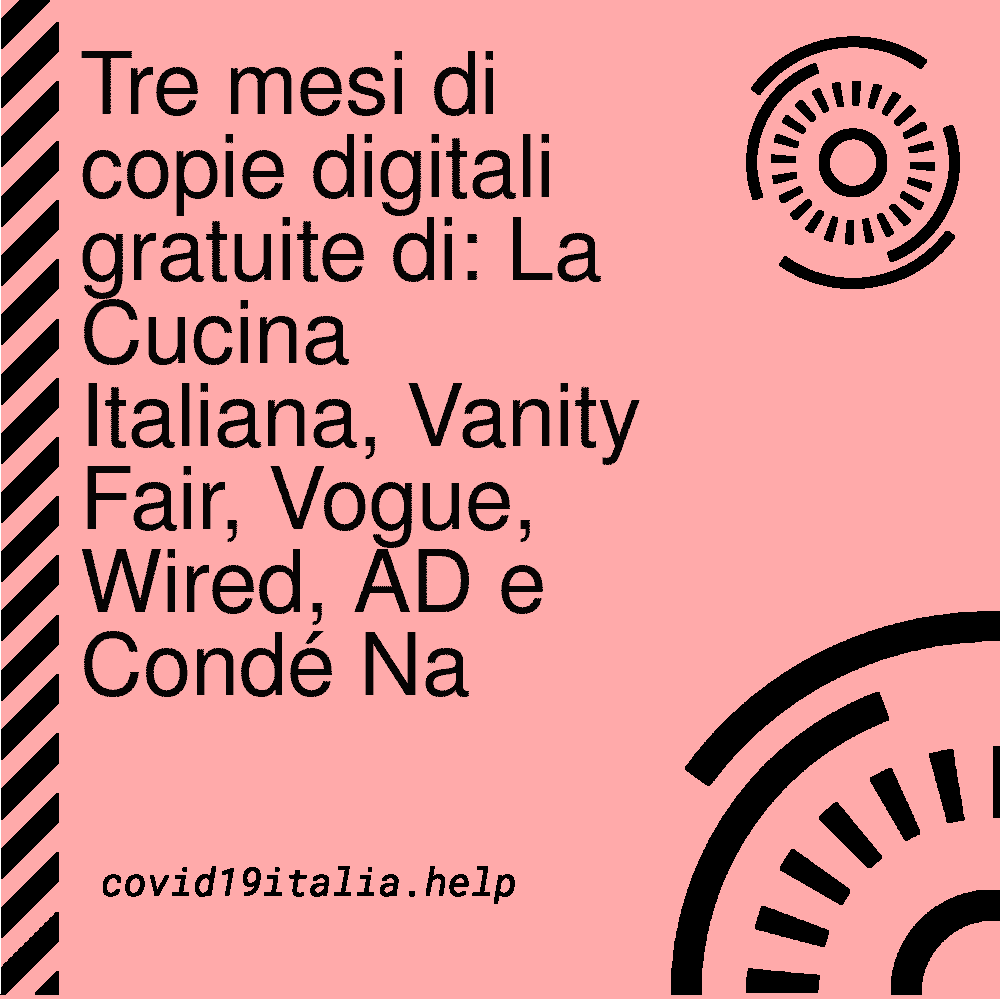 Tre mesi di
copie digitali
gratuite di: La
Cucina
Italiana, Vanity
Fair, Vogue,
Wired, AD e
Condé Na
covid19italia.help